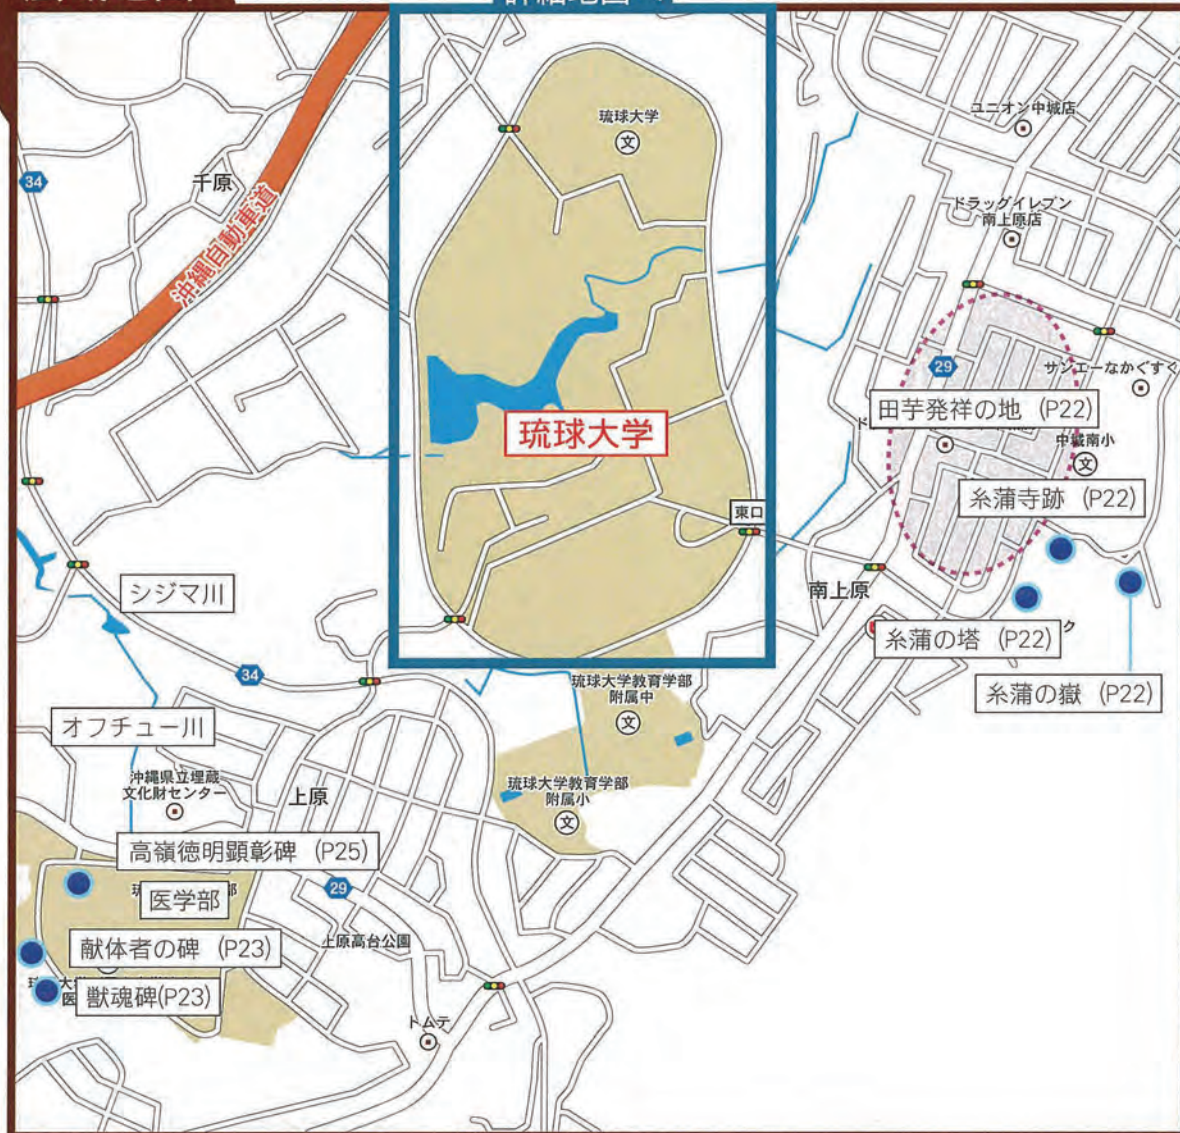 琉球大学
ユニオン中城店
34
千原
ドラッグイレブン
南上原店
沖縄自動車道
29
サンエーなかぐすく
田芋発祥の地 (P22)
琉球大学
中城南小
糸蒲寺跡 (P22)
東口
南上原
シジマ川
糸蒲の塔 (P22)
ク
34
琉球大学教育学部
附属中
糸蒲の嶽 (P22)
オフチュー川
沖縄県立埋蔵
文化財センター
上原
琉球大学教育学部
附属小
高嶺徳明顕彰碑 (P25)
29
医学部
上原高台公園
献体者の碑 (P23)
獣魂碑(P23)
トムテ